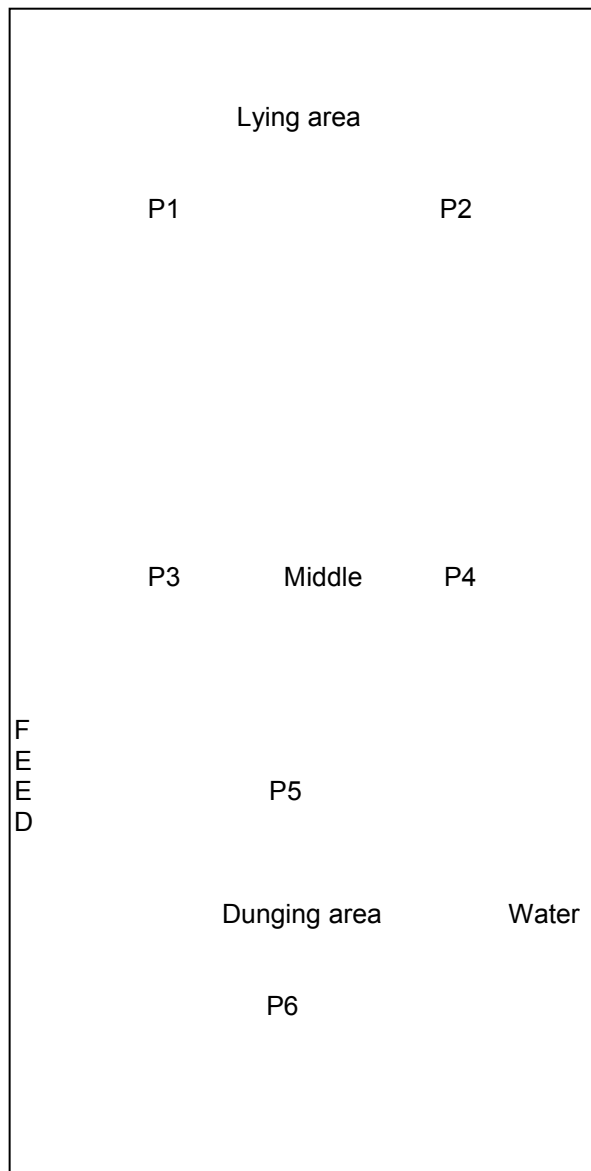 Lying area
P1 P2
P3 Middle P4
F
E
E P5
D
Dunging area Water
P6